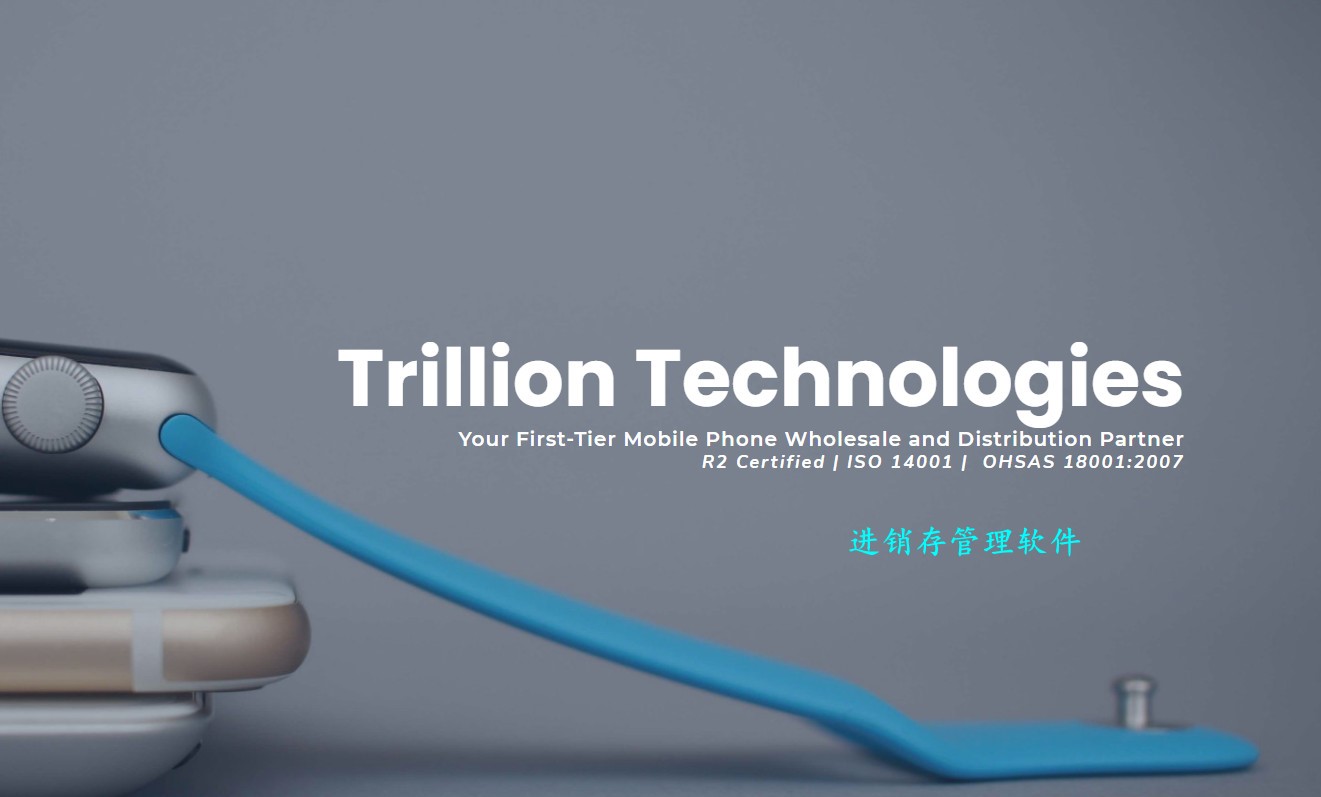 Trillion Technologies
Your First-Tier Mobile Phone Wholesale and Distribution Partner
R2 Certified | ISO 14001 | OHSAS 18001:2007
进销存管理软件